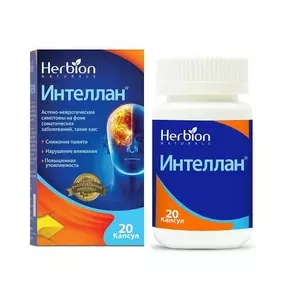 Herbion
NATURALS
Интеллан®
Астено-невротические
симптомы на фоне
соматических
заболеваний, такие как:
Снижение памяти
Нарушение внимания
Повышенная
утомляемость
20
Капсул
Herbion
NATURALS
Интеллан®
20
Капсул